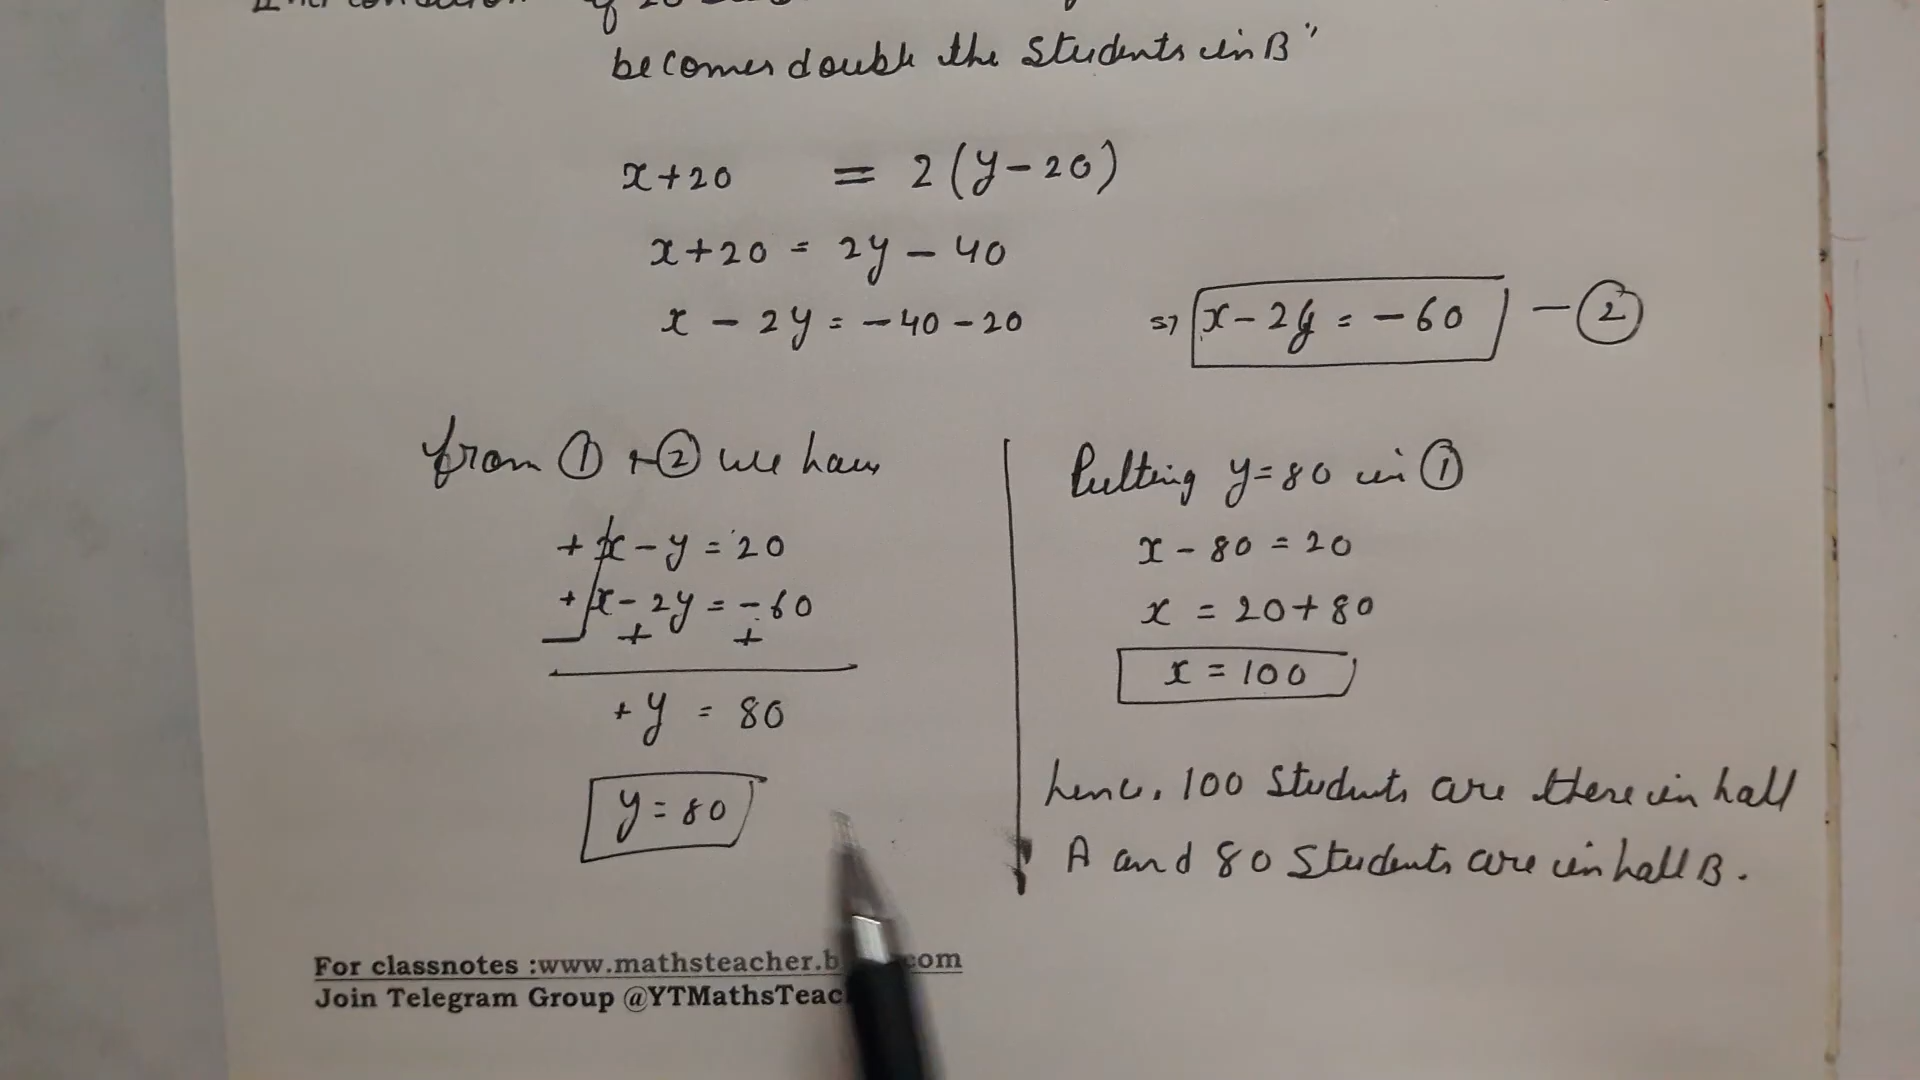 becomes double the Students in B"
x+20 = 2(y-20)
x+20 = 2y - 40
x - 2y = -40-20 => x-2y = -60 - ②
from ① + ② we have
+ x - y = 20
+ x - 2y = -60
- + +
+ y = 80
y = 80
Putting y=80 in ①
x - 80 = 20
x = 20+80
x = 100
hence, 100 Students are there in hall
A and 80 Students are in hall B.
For classnotes :www.mathsteacher.b com
Join Telegram Group @YTMathsTeac